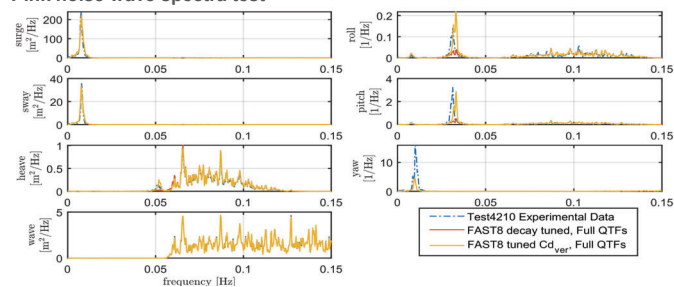 surge
[m²/Hz]
200
100
0
0 0.05 0.1 0.15
sway
[m²/Hz]
40
20
0
0 0.05 0.1 0.15
heave
[m²/Hz]
1
0.5
0
0 0.05 0.1 0.15
wave
[m²/Hz]
5
0
0 0.05 0.1 0.15
frequency [Hz]
roll
[1/Hz]
0.2
0.1
0
0 0.05 0.1 0.15
pitch
[1/Hz]
4
2
0
0 0.05 0.1 0.15
yaw
[1/Hz]
10
0
0 0.05 0.1 0.15
Test4210 Experimental Data
FAST8 decay tuned, Full QTFs
FAST8 tuned Cd_ver, Full QTFs